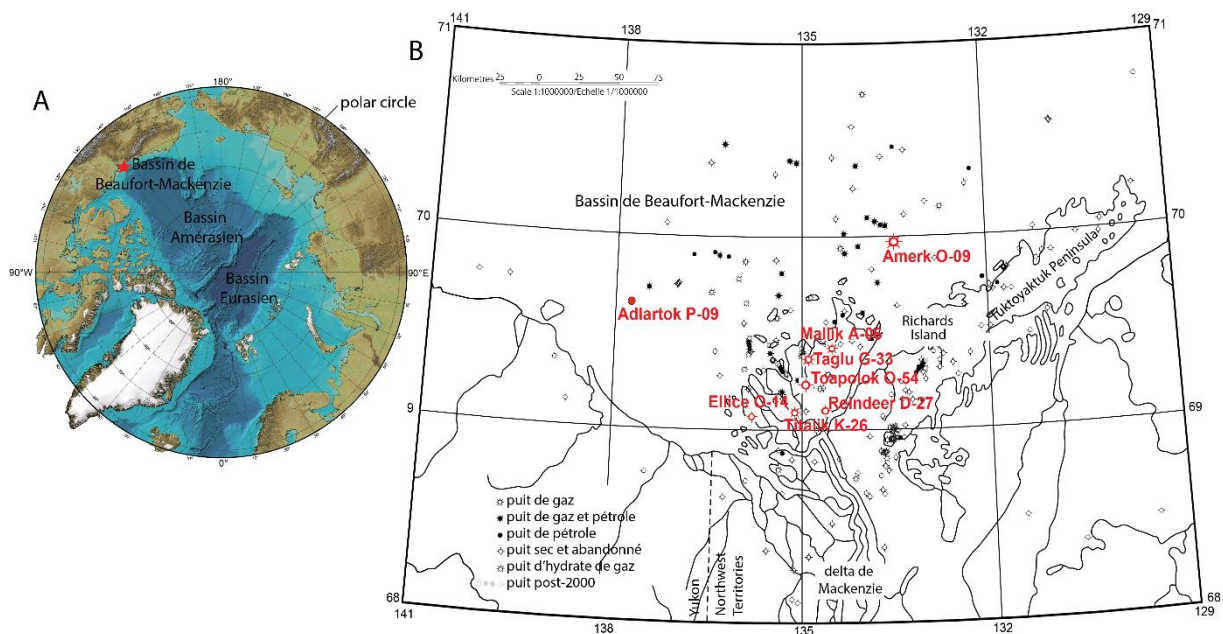 A
180°
polar circle
Bassin de
Beaufort-Mackenzie
Bassin
Amérasien
90°W
90°E
Bassin
Eurasien
0°
B
141
138
135
132
129
71
71
Kilometres 25 0 25 50 75
Scale 1:1000000/Echelle 1/1000000
Bassin de Beaufort-Mackenzie
70
70
Amerk O-09
Tuktoyaktuk Peninsula
Adlartok P-09
Richards
Island
Mallik A-06
Taglu G-33
Toapolok O-54
Ellice O-14
Reindeer D-27
Titalik K-26
9
69
puit de gaz
puit de gaz et pétrole
puit de pétrole
puit sec et abandonné
puit d'hydrate de gaz
puit post-2000
Yukon
Northwest
Territories
delta de
Mackenzie
68
68
141
138
135
132
129